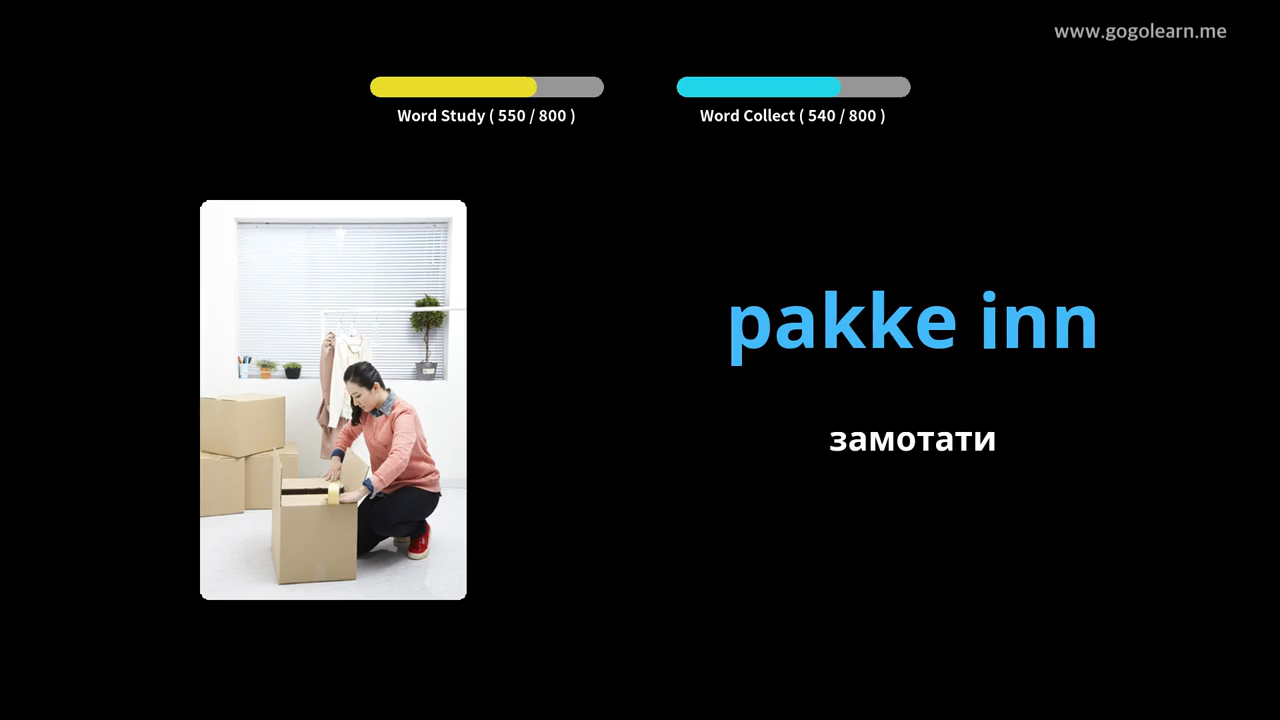 www.gogolearn.me
Word Study ( 550 / 800 )
Word Collect ( 540 / 800 )
pakke inn
замотати